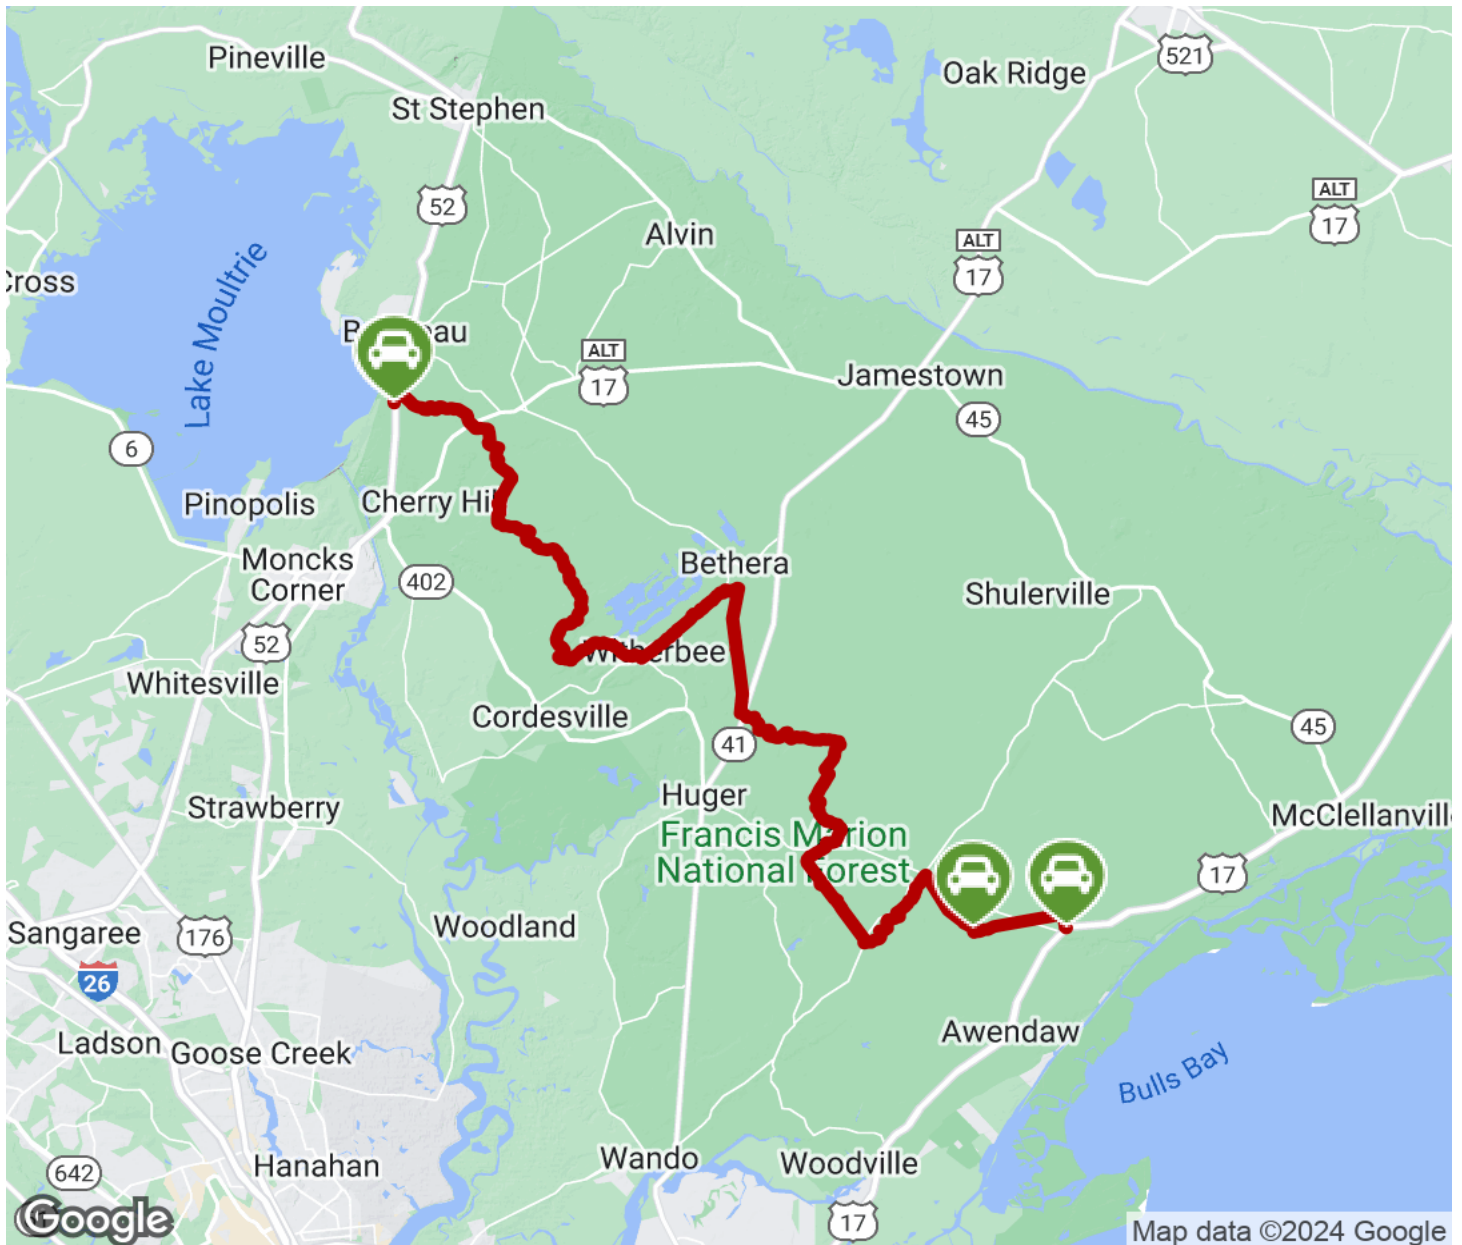 Pineville
Oak Ridge
521
St Stephen
ALT
17
52
Alvin
ALT
17
Cross
Lake Moultrie
ALT
17
Jamestown
45
6
Pinopolis
Moncks
Corner
402
Bethera
Shulerville
52
Whitesville
Witherbee
Cordesville
41
45
Huger
Strawberry
McClellanvill
Francis Marion
National Forest
17
Woodland
Sangaree
176
26
Ladson
Goose Creek
Awendaw
Bulls Bay
Hanahan
Wando
Woodville
642
17
Google
Map data ©2024 Google